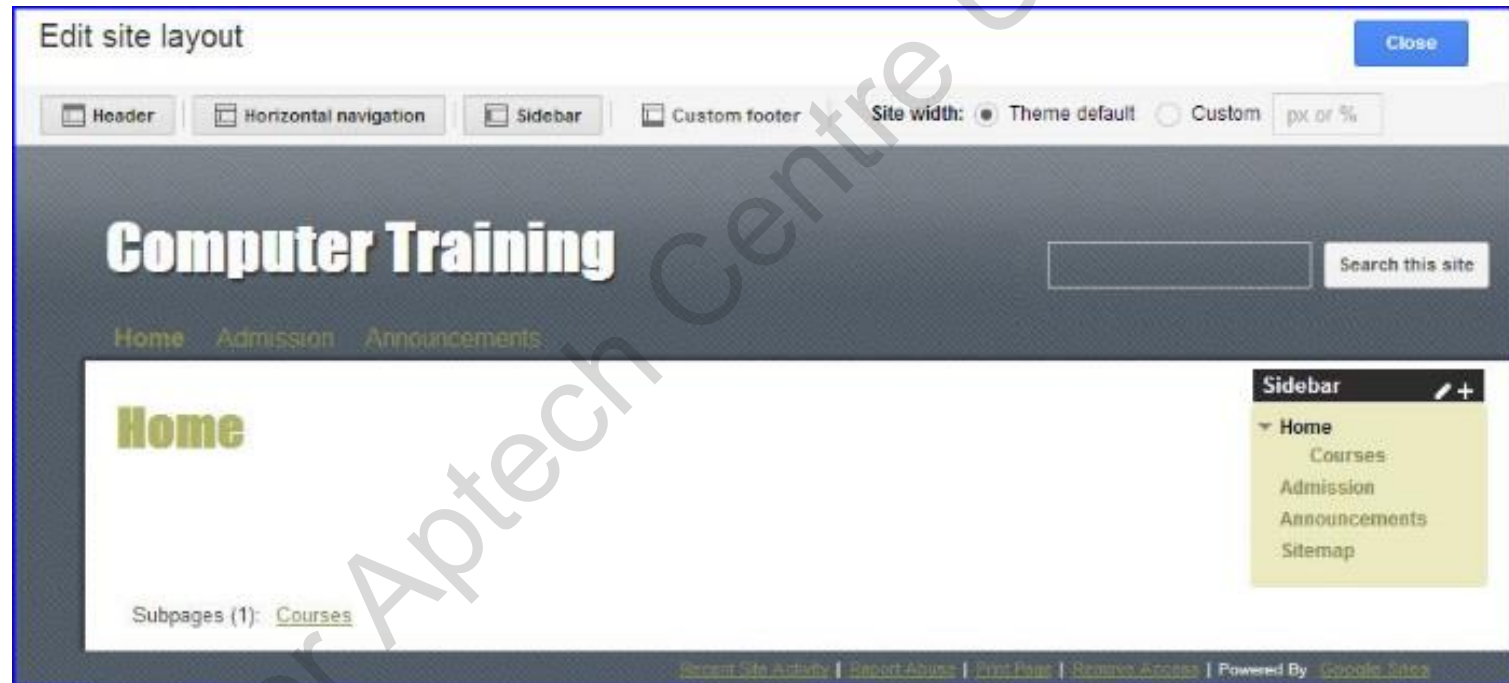 Edit site layout
Close
Header Horizontal navigation Sidebar Custom footer Site width: Theme default Custom px or %
Computer Training
Search this site
Home Admission Announcements
Sidebar
Home
Home
Courses
Admission
Announcements
Sitemap
Subpages (1): Courses
Recent Site Activity | Report Abuse | Print Page | Remove Access | Powered By Google Sites
r Aptech Centre U